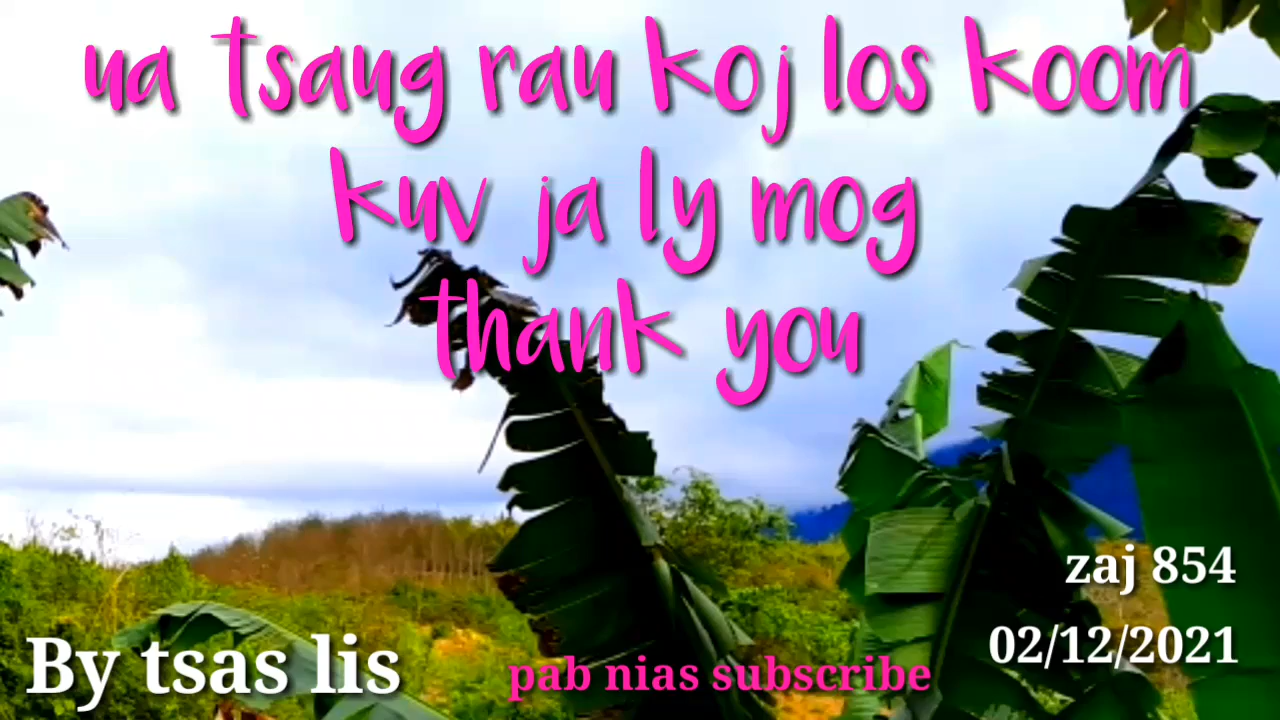 ua tsaug rau koj los koom
kuv ja ly mog
thank you
zaj 854
02/12/2021
By tsas lis
pab nias subscribe